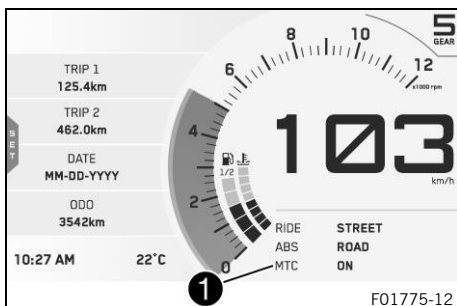 5
GEAR
8
10
6
12
x1000 rpm
TRIP 1
125.4km
4
TRIP 2
462.0km
103
SET
1/2
DATE
MM-DD-YYYY
km/h
2
ODO
3542km
RIDE STREET
ABS ROAD
10:27 AM 22°C
0
MTC ON
1
F01775-12